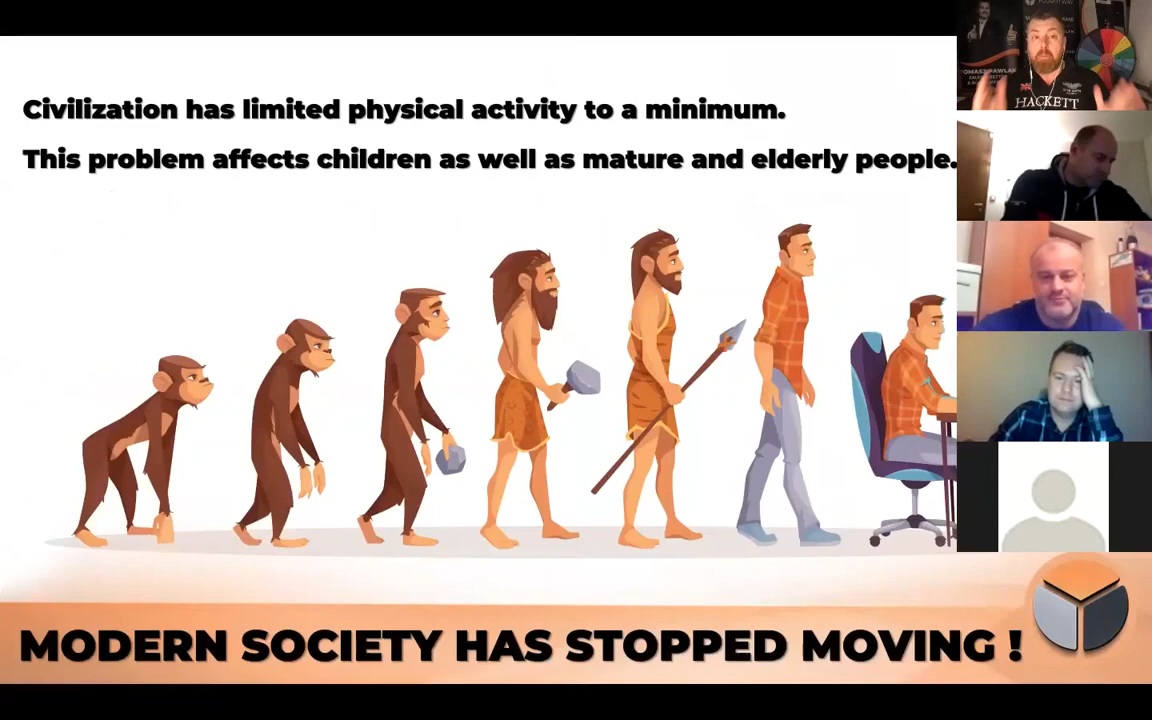 Civilization has limited physical activity to a minimum.
This problem affects children as well as mature and elderly people.
MODERN SOCIETY HAS STOPPED MOVING !
HACKETT